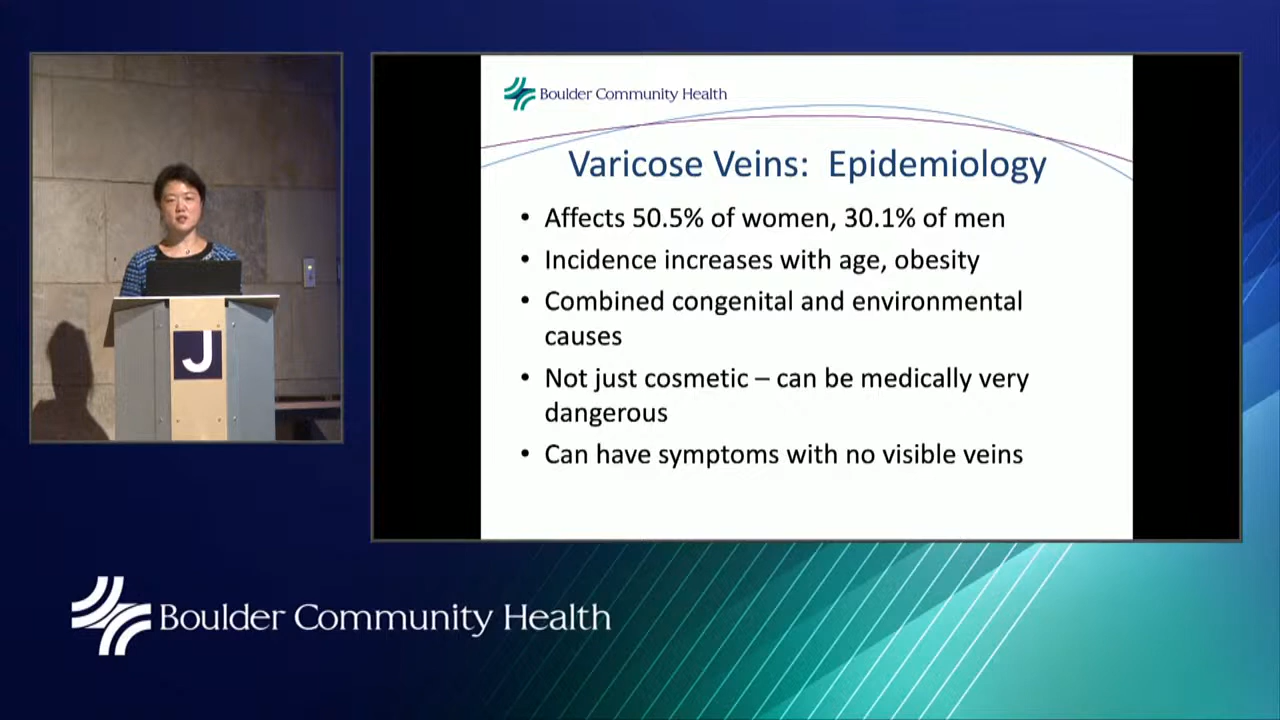 Boulder Community Health
Varicose Veins: Epidemiology
• Affects 50.5% of women, 30.1% of men
• Incidence increases with age, obesity
• Combined congenital and environmental
causes
• Not just cosmetic – can be medically very
dangerous
• Can have symptoms with no visible veins
J
Boulder Community Health